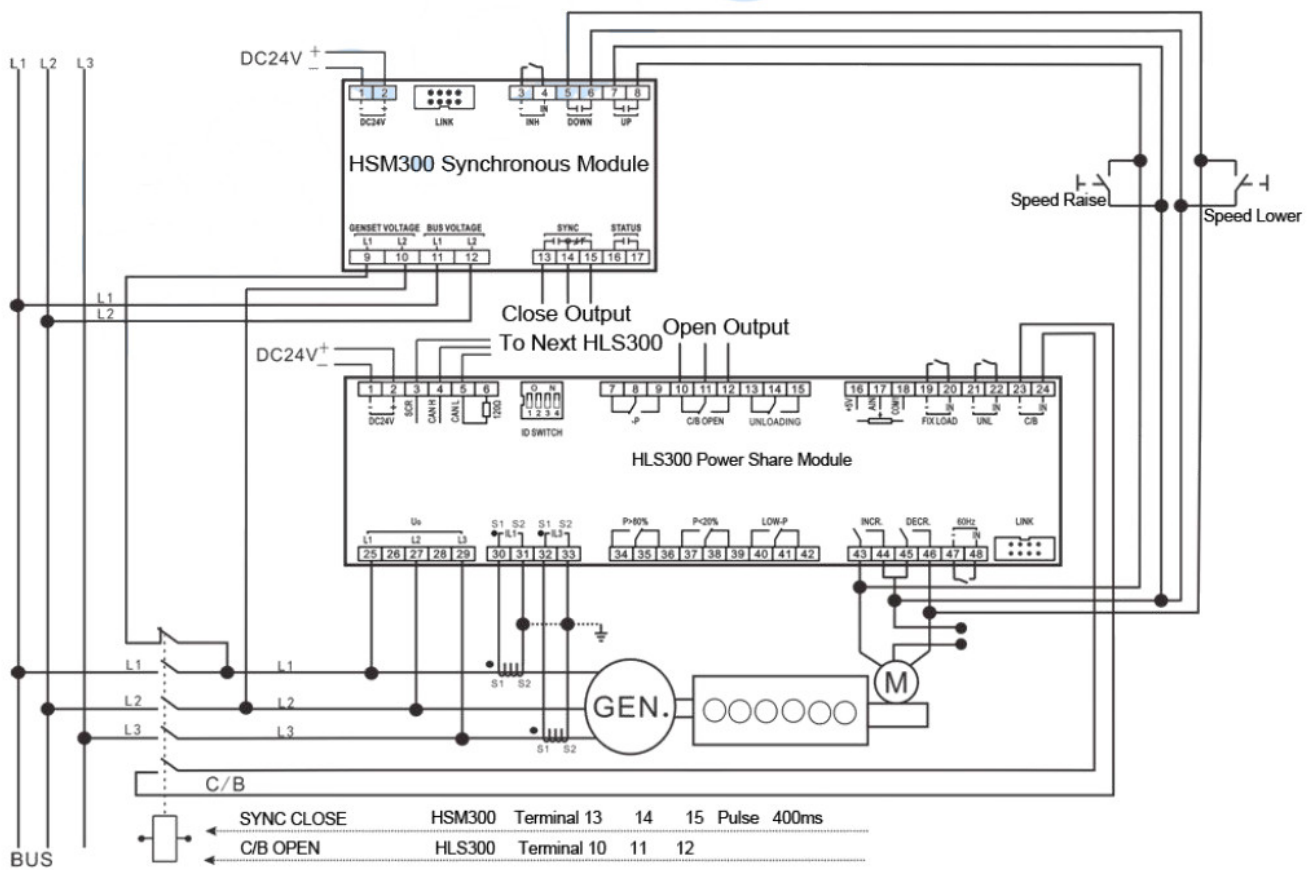 L1 L2 L3
DC24V + −
1 2 3 4 5 6 7 8
- + - IN
DC24V LINK INH DOWN UP
HSM300 Synchronous Module
Speed Raise
Speed Lower
GENSET VOLTAGE BUS VOLTAGE SYNC STATUS
L1 L2 L1 L2
9 10 11 12 13 14 15 16 17
L1
L2
Close Output
To Next HLS300
Open Output
DC24V + −
1 2 3 4 5 6 7 8 9 10 11 12 13 14 15 16 17 18 19 20 21 22 23 24
- + SCR CAN H CAN L 120Ω
O N
1 2 3 4
+5V AIN COM - IN - IN - IN
DC24V ID SWITCH -P C/B OPEN UNLOADING FIX LOAD UNL C/B
HLS300 Power Share Module
L1 L2 L3
S1 S2 S1 S2
IL1 IL3
P>80% P<20% LOW-P INCR. DECR. 60Hz LINK
- IN
25 26 27 28 29 30 31 32 33 34 35 36 37 38 39 40 41 42 43 44 45 46 47 48
L1 L1
S1 S2
M
L2 L2
GEN.
L3 L3
S1 S2
C/B
SYNC CLOSE HSM300 Terminal 13 14 15 Pulse 400ms
C/B OPEN HLS300 Terminal 10 11 12
BUS